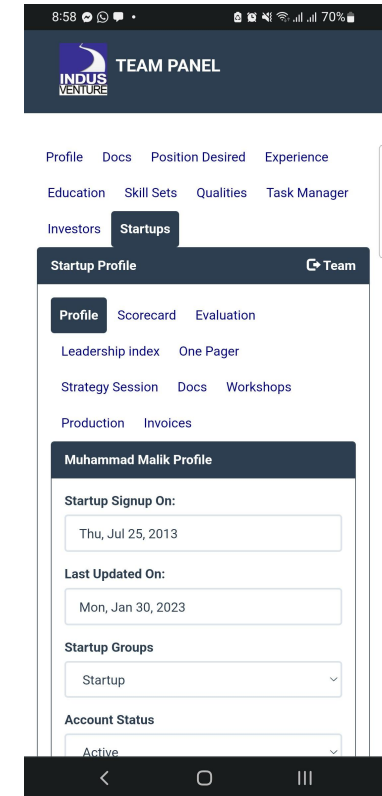 8:58
70%
INDUS
VENTURE
TEAM PANEL
Profile Docs Position Desired Experience
Education Skill Sets Qualities Task Manager
Investors Startups
Startup Profile Team
Profile Scorecard Evaluation
Leadership index One Pager
Strategy Session Docs Workshops
Production Invoices
Muhammad Malik Profile
Startup Signup On:
Thu, Jul 25, 2013
Last Updated On:
Mon, Jan 30, 2023
Startup Groups
Startup
Account Status
Active